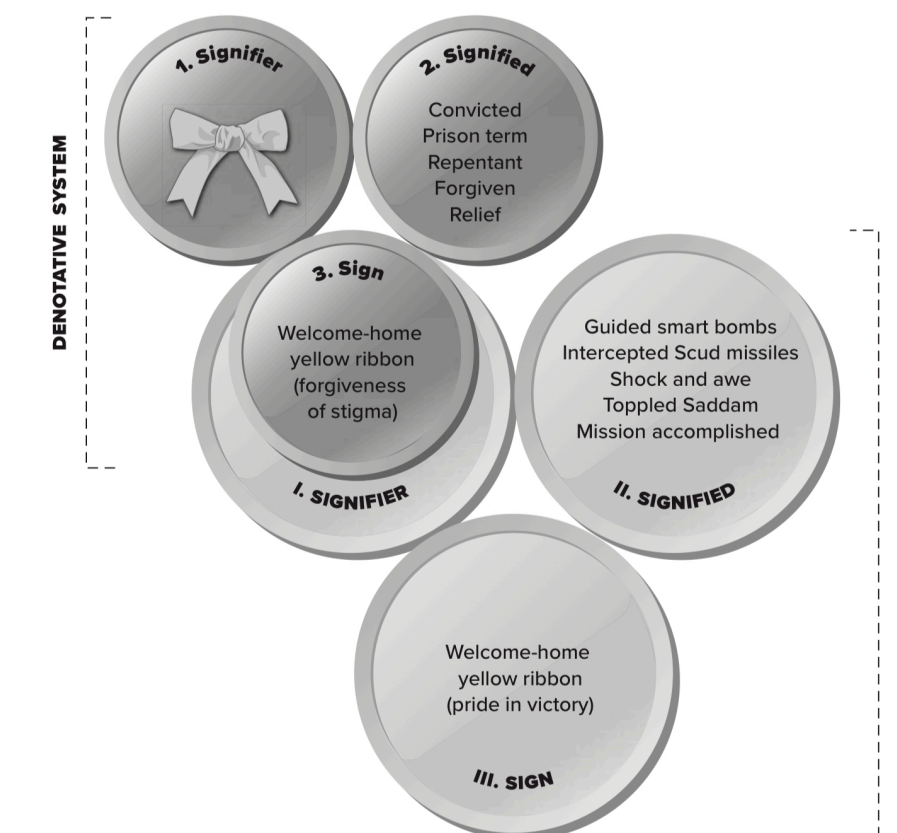 DENOTATIVE SYSTEM
1. Signifier
2. Signified
Convicted
Prison term
Repentant
Forgiven
Relief
3. Sign
Welcome-home
yellow ribbon
(forgiveness
of stigma)
I. SIGNIFIER
Guided smart bombs
Intercepted Scud missiles
Shock and awe
Toppled Saddam
Mission accomplished
II. SIGNIFIED
Welcome-home
yellow ribbon
(pride in victory)
III. SIGN